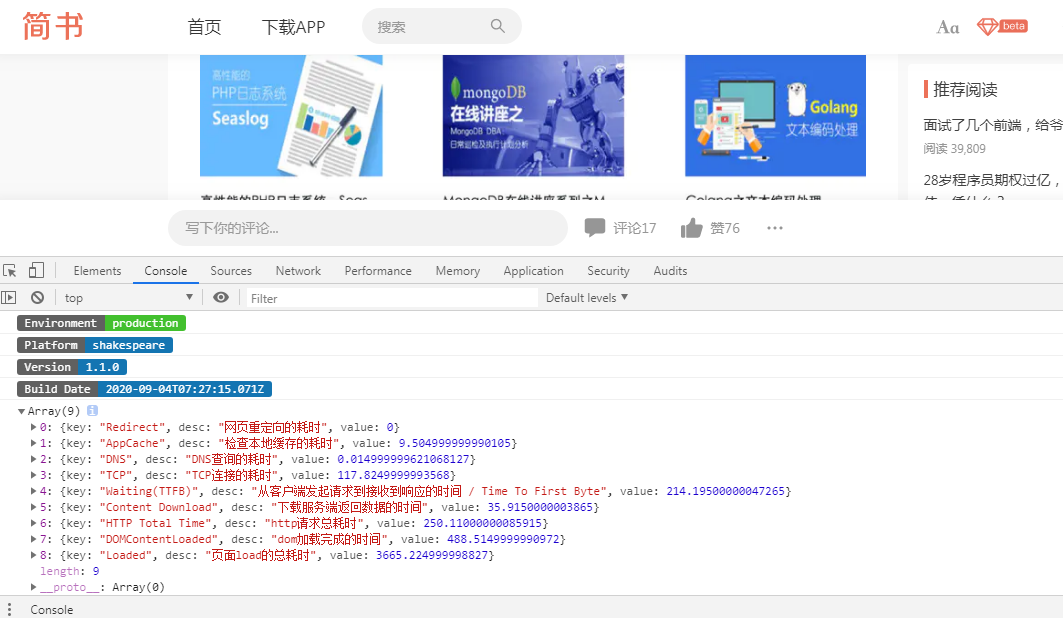 简书 首页 下载APP 搜索 Aa beta
高性能的
PHP日志系统
Seaslog
mongoDB
在线讲座之
MongoDB DBA
日常巡检及执行计划分析
Golang
文本编码处理
推荐阅读
面试了几个前端，给爷
阅读 39,809
28岁程序员期权过亿，
高性能的PHP日志系统 - Seas
MongoDB在线讲座系列之M
Golang之文本编码处理
写下你的评论... 评论17 赞76 ...
Elements Console Sources Network Performance Memory Application Security Audits
top Filter Default levels
Environment production
Platform shakespeare
Version 1.1.0
Build Date 2020-09-04T07:27:15.071Z
Array(9) i
0: {key: "Redirect", desc: "网页重定向的耗时", value: 0}
1: {key: "AppCache", desc: "检查本地缓存的耗时", value: 9.504999999990105}
2: {key: "DNS", desc: "DNS查询的耗时", value: 0.014999999621068127}
3: {key: "TCP", desc: "TCP连接的耗时", value: 117.8249999993568}
4: {key: "Waiting(TTFB)", desc: "从客户端发起请求到接收到响应的时间 / Time To First Byte", value: 214.19500000047265}
5: {key: "Content Download", desc: "下载服务端返回数据的时间", value: 35.9150000003865}
6: {key: "HTTP Total Time", desc: "http请求总耗时", value: 250.11000000085915}
7: {key: "DOMContentLoaded", desc: "dom加载完成的时间", value: 488.5149999990972}
8: {key: "Loaded", desc: "页面load的总耗时", value: 3665.224999998827}
length: 9
__proto__: Array(0)
Console